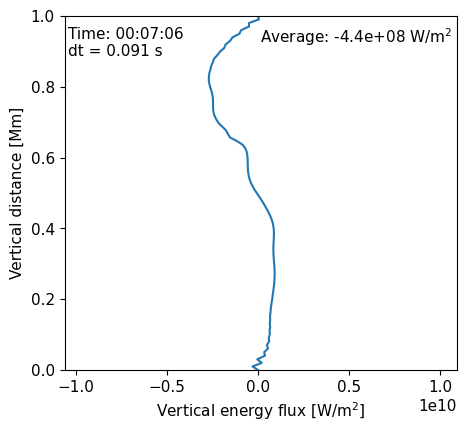 Time: 00:07:06
dt = 0.091 s
Average: -4.4e+08 W/m²
Vertical distance [Mm]
1.0
0.8
0.6
0.4
0.2
0.0
−1.0 −0.5 0.0 0.5 1.0
1e10
Vertical energy flux [W/m²]